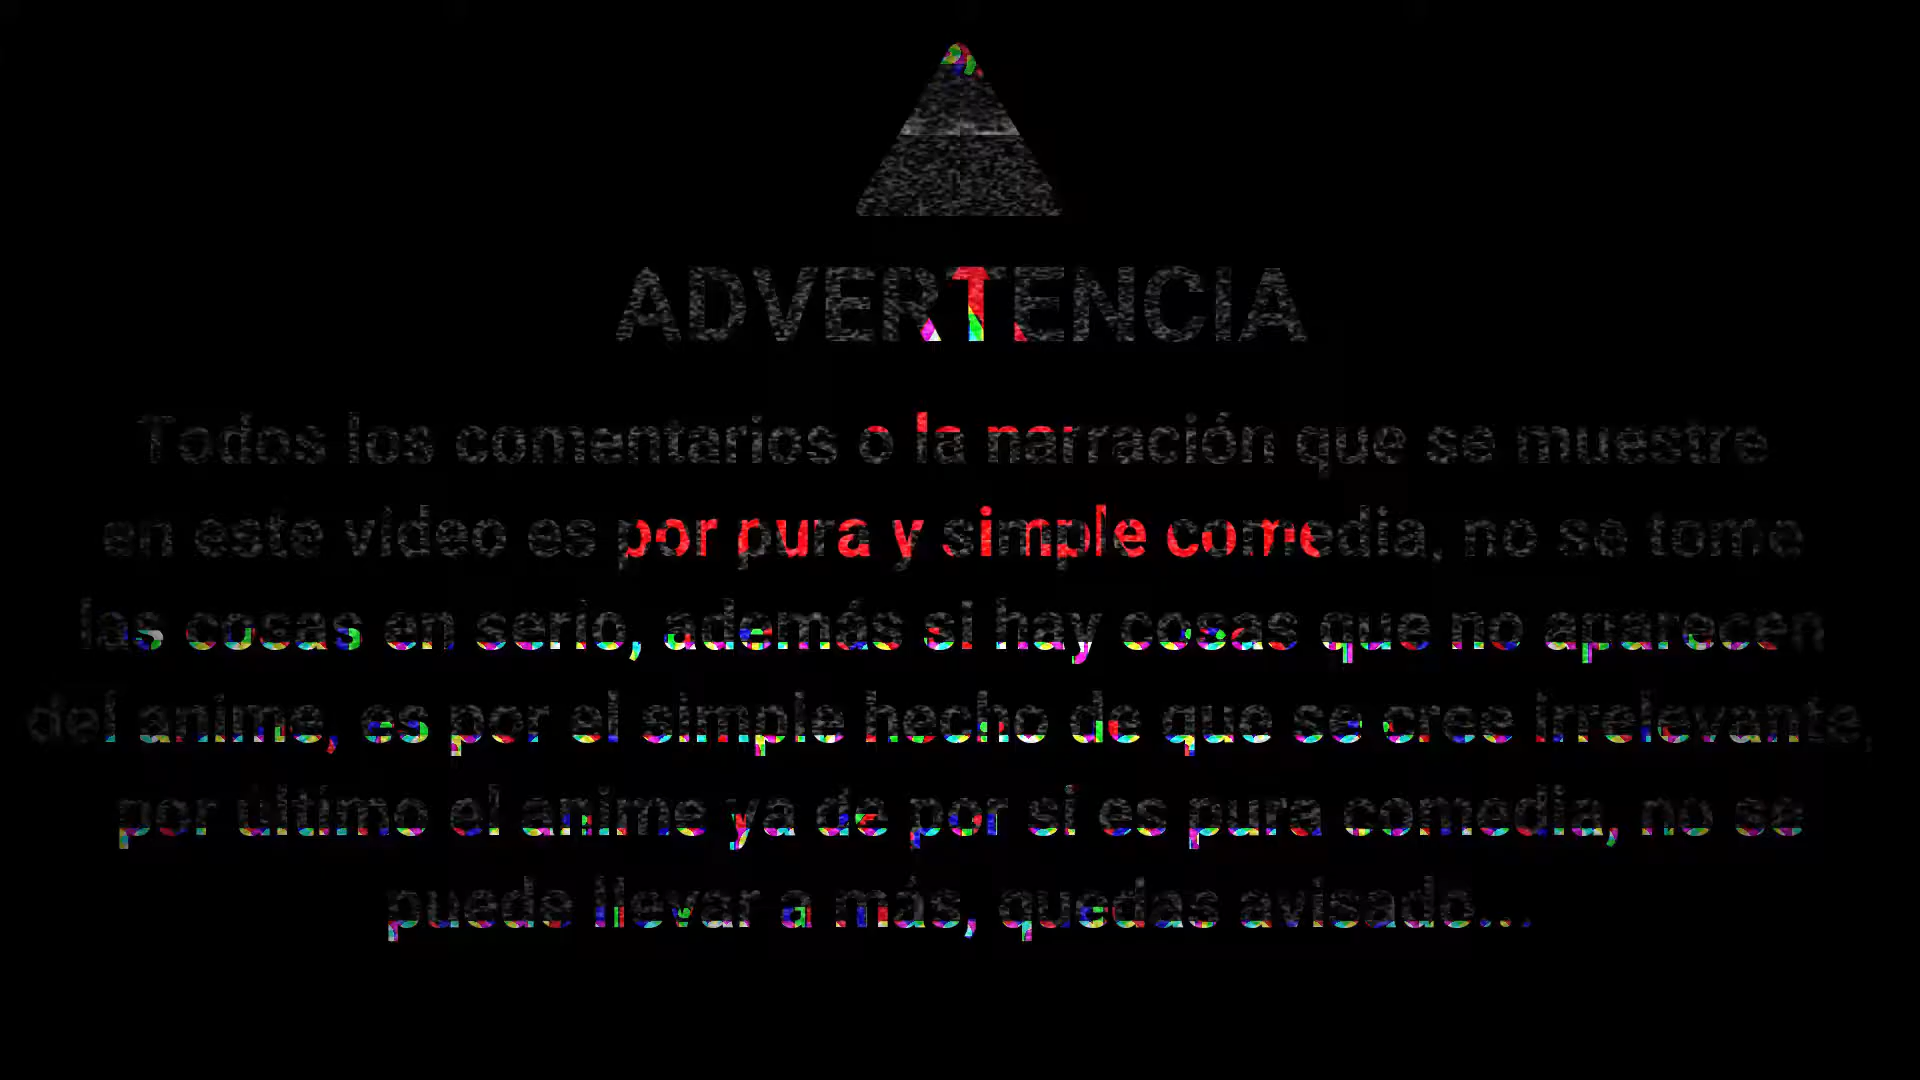 ADVERTENCIA
Todos los comentarios o la narración que se muestre
en este vídeo es por pura y simple comedia, no se tome
las cosas en serio, además si hay cosas que no aparecen
del anime, es por el simple hecho de que se cree irrelevante,
por último el anime ya de por si es pura comedia, no se
puede llevar a más, quedas avisado...